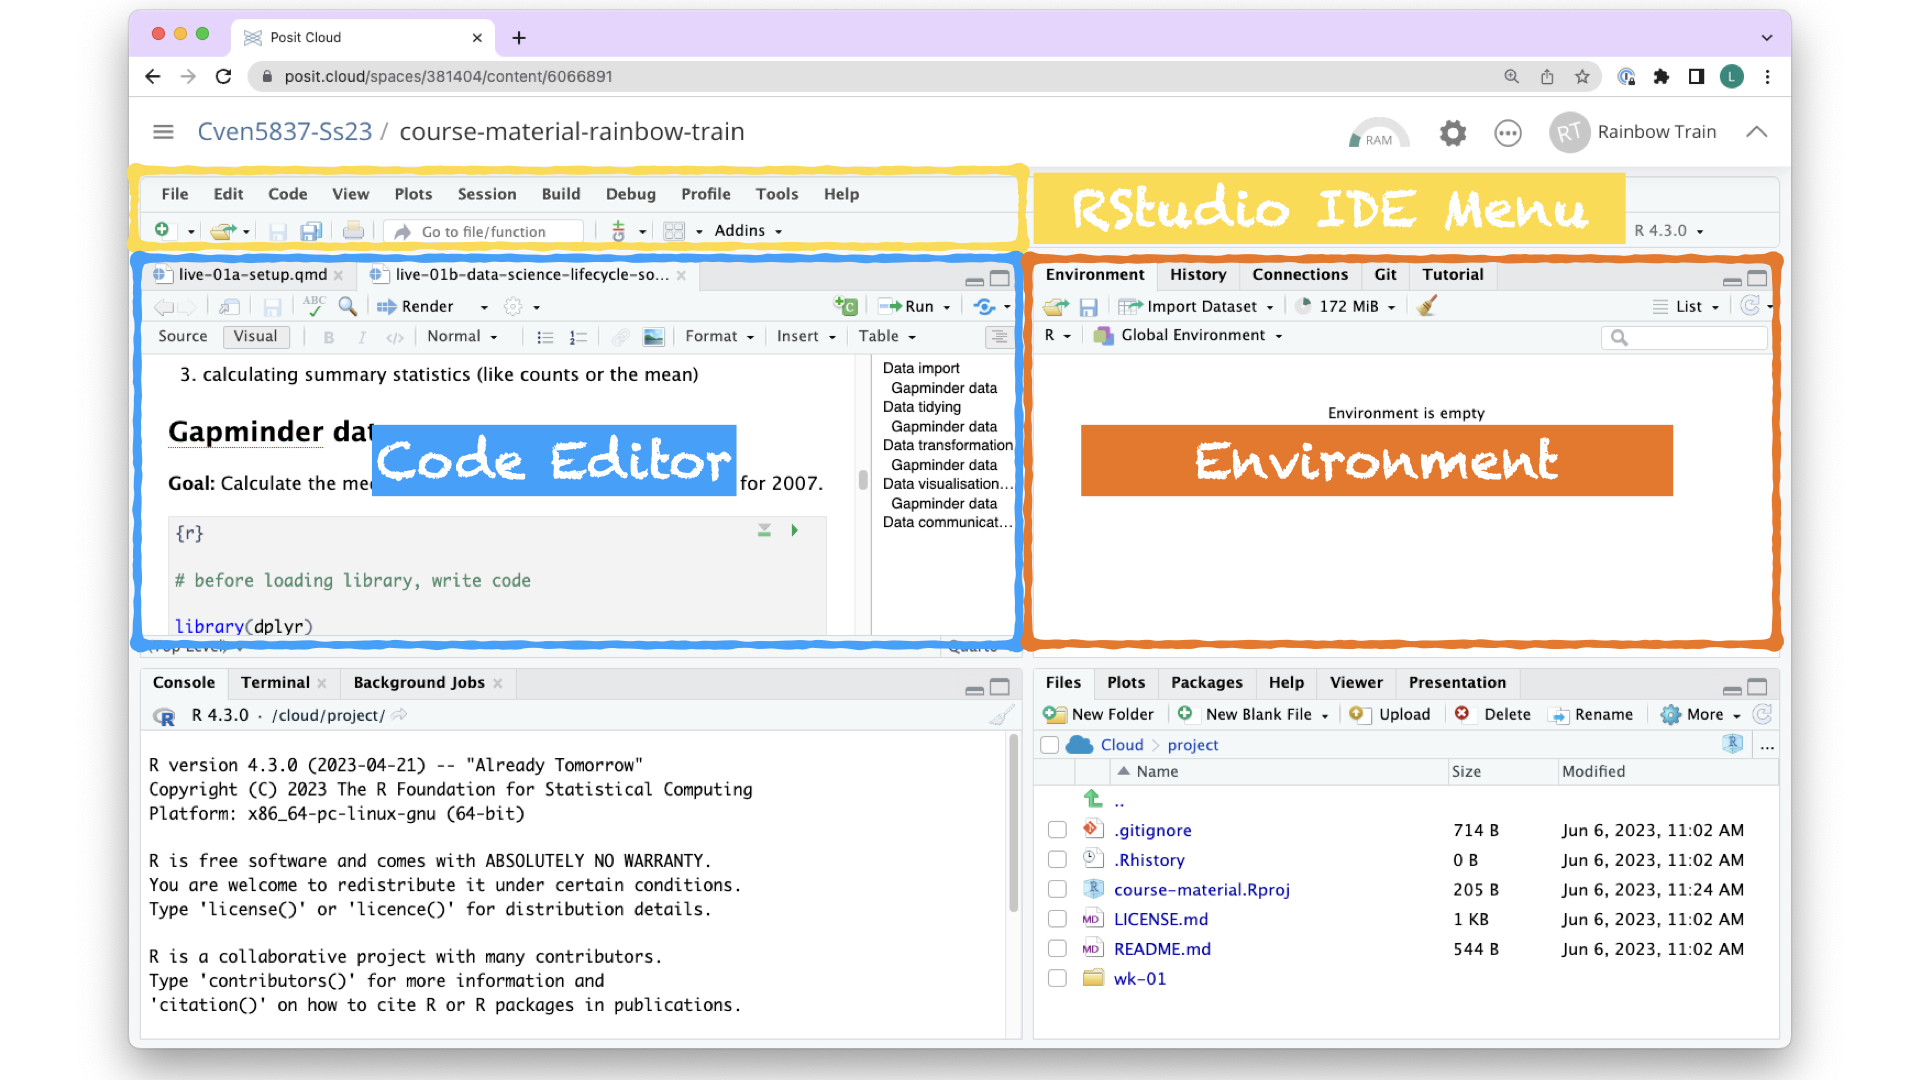 Posit Cloud
posit.cloud/spaces/381404/content/6066891
L
Cven5837-Ss23 / course-material-rainbow-train
RAM
RT Rainbow Train
File Edit Code View Plots Session Build Debug Profile Tools Help
RStudio IDE Menu
Go to file/function
Addins
R 4.3.0
live-01a-setup.qmd
live-01b-data-science-lifecycle-so...
ABC
Render
Run
Source Visual B I </> Normal Format Insert Table
3. calculating summary statistics (like counts or the mean)
Gapminder dat
Code Editor
Goal: Calculate the me
for 2007.
{r}
# before loading library, write code
library(dplyr)
Data import
Gapminder data
Data tidying
Gapminder data
Data transformation
Gapminder data
Data visualisation...
Gapminder data
Data communicat...
Environment History Connections Git Tutorial
Import Dataset 172 MiB List
R Global Environment
Environment is empty
Environment
Console Terminal Background Jobs
R 4.3.0 · /cloud/project/
R version 4.3.0 (2023-04-21) -- "Already Tomorrow"
Copyright (C) 2023 The R Foundation for Statistical Computing
Platform: x86_64-pc-linux-gnu (64-bit)
R is free software and comes with ABSOLUTELY NO WARRANTY.
You are welcome to redistribute it under certain conditions.
Type 'license()' or 'licence()' for distribution details.
R is a collaborative project with many contributors.
Type 'contributors()' for more information and
'citation()' on how to cite R or R packages in publications.
Files Plots Packages Help Viewer Presentation
New Folder New Blank File Upload Delete Rename More
Cloud > project
R ...
Name Size Modified
..
.gitignore 714 B Jun 6, 2023, 11:02 AM
.Rhistory 0 B Jun 6, 2023, 11:02 AM
course-material.Rproj 205 B Jun 6, 2023, 11:24 AM
LICENSE.md 1 KB Jun 6, 2023, 11:02 AM
README.md 544 B Jun 6, 2023, 11:02 AM
wk-01